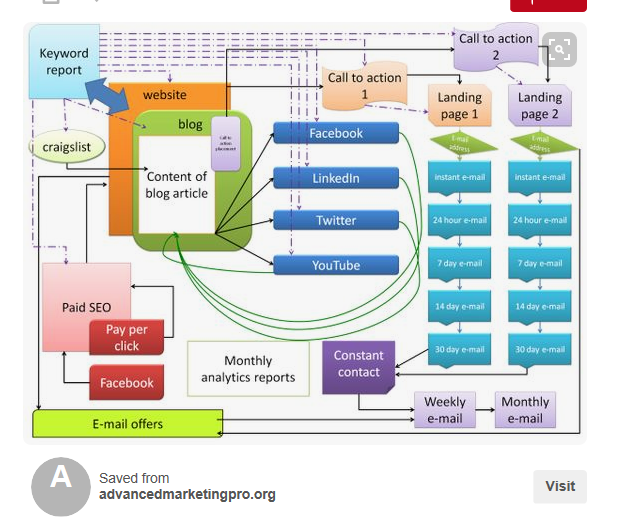 Keyword
report
Call to action
2
Call to action
1
website
Landing
page 1
Landing
page 2
blog
Call to
action
placement
Facebook
E-mail
address
E-mail
address
craigslist
Content of
blog article
LinkedIn
instant e-mail
instant e-mail
Twitter
24 hour e-mail
24 hour e-mail
YouTube
7 day e-mail
7 day e-mail
Paid SEO
14 day e-mail
14 day e-mail
Pay per
click
Monthly
analytics reports
Constant
contact
30 day e-mail
30 day e-mail
Facebook
Weekly
e-mail
Monthly
e-mail
E-mail offers
A
Saved from
advancedmarketingpro.org
Visit